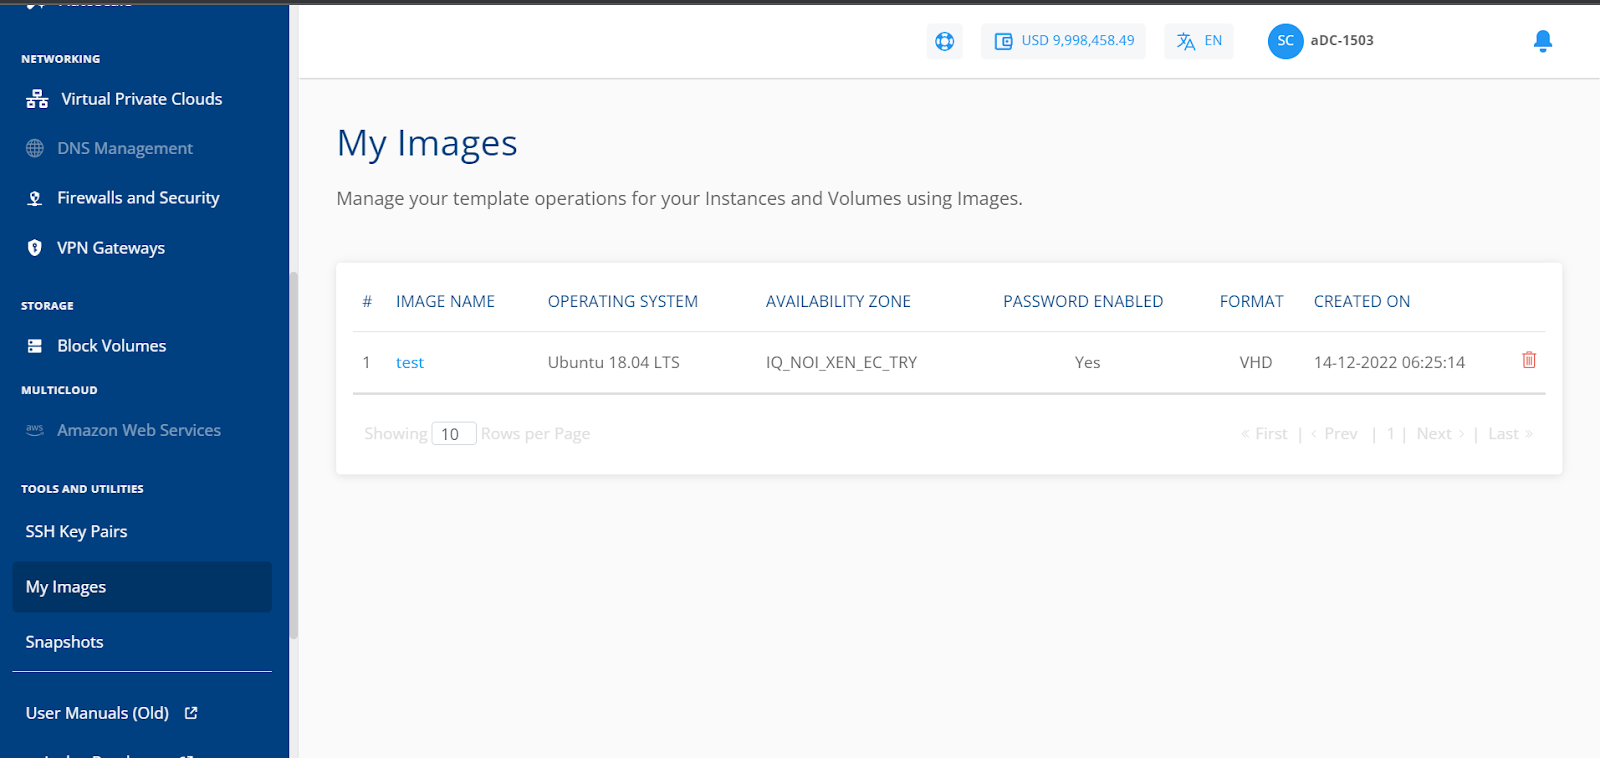 NETWORKING
Virtual Private Clouds
DNS Management
Firewalls and Security
VPN Gateways
STORAGE
Block Volumes
MULTICLOUD
aws Amazon Web Services
TOOLS AND UTILITIES
SSH Key Pairs
My Images
Snapshots
User Manuals (Old)
USD 9,998,458.49
EN
SC aDC-1503
My Images
Manage your template operations for your Instances and Volumes using Images.
# IMAGE NAME OPERATING SYSTEM AVAILABILITY ZONE PASSWORD ENABLED FORMAT CREATED ON
1 test Ubuntu 18.04 LTS IQ_NOI_XEN_EC_TRY Yes VHD 14-12-2022 06:25:14
Showing 10 Rows per Page
« First | ‹ Prev | 1 | Next › | Last »